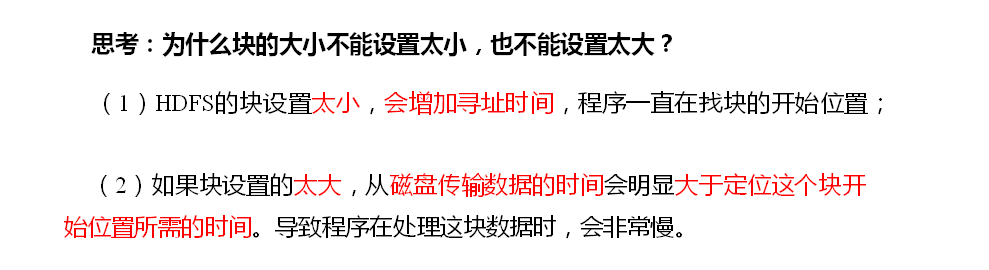 思考：为什么块的大小不能设置太小，也不能设置太大？
（1）HDFS的块设置太小，会增加寻址时间，程序一直在找块的开始位置；
（2）如果块设置的太大，从磁盘传输数据的时间会明显大于定位这个块开
始位置所需的时间。导致程序在处理这块数据时，会非常慢。